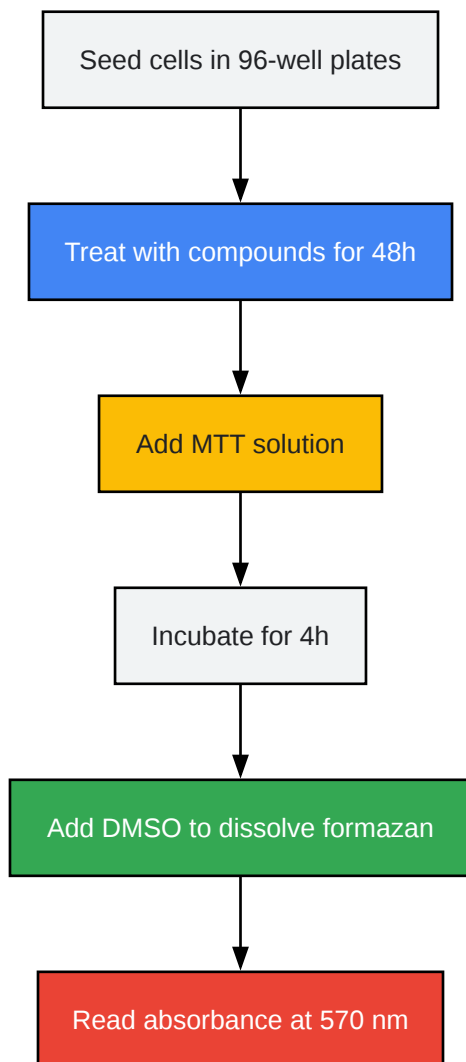 Seed cells in 96-well plates
Treat with compounds for 48h
Add MTT solution
Incubate for 4h
Add DMSO to dissolve formazan
Read absorbance at 570 nm